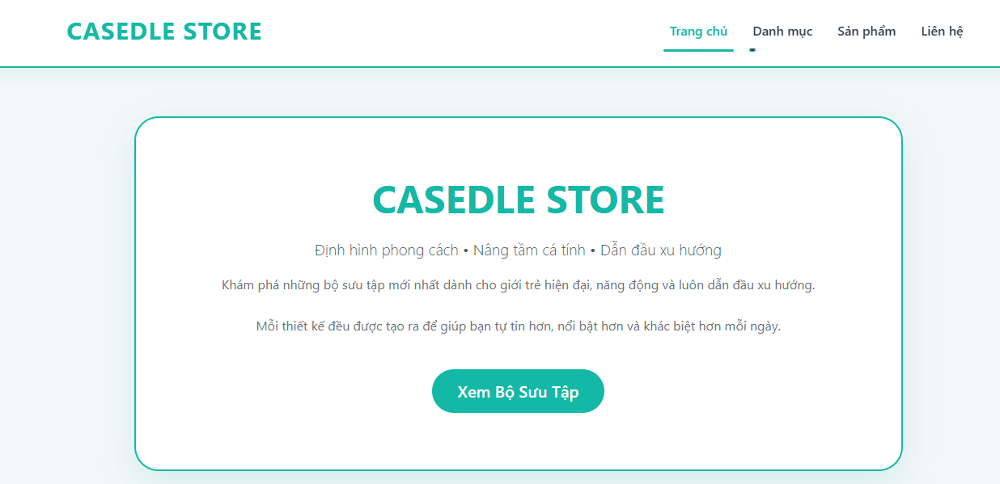 CASEDLE STORE
Trang chủ Danh mục Sản phẩm Liên hệ
CASEDLE STORE
Định hình phong cách • Nâng tầm cá tính • Dẫn đầu xu hướng
Khám phá những bộ sưu tập mới nhất dành cho giới trẻ hiện đại, năng động và luôn dẫn đầu xu hướng.
Mỗi thiết kế đều được tạo ra để giúp bạn tự tin hơn, nổi bật hơn và khác biệt hơn mỗi ngày.
Xem Bộ Sưu Tập